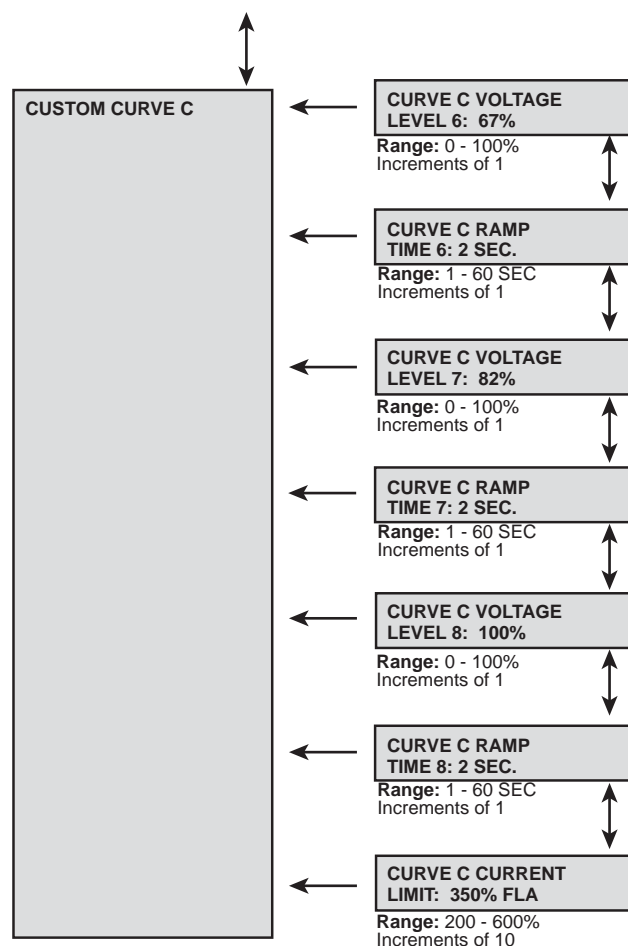 CUSTOM CURVE C
CURVE C VOLTAGE
LEVEL 6:  67%
Range: 0 - 100%
Increments of 1
CURVE C RAMP
TIME 6: 2 SEC.
Range: 1 - 60 SEC
Increments of 1
CURVE C VOLTAGE
LEVEL 7:  82%
Range: 0 - 100%
Increments of 1
CURVE C RAMP
TIME 7: 2 SEC.
Range: 1 - 60 SEC
Increments of 1
CURVE C VOLTAGE
LEVEL 8:  100%
Range: 0 - 100%
Increments of 1
CURVE C RAMP
TIME 8: 2 SEC.
Range: 1 - 60 SEC
Increments of 1
CURVE C CURRENT
LIMIT:  350% FLA
Range: 200 - 600%
Increments of 10